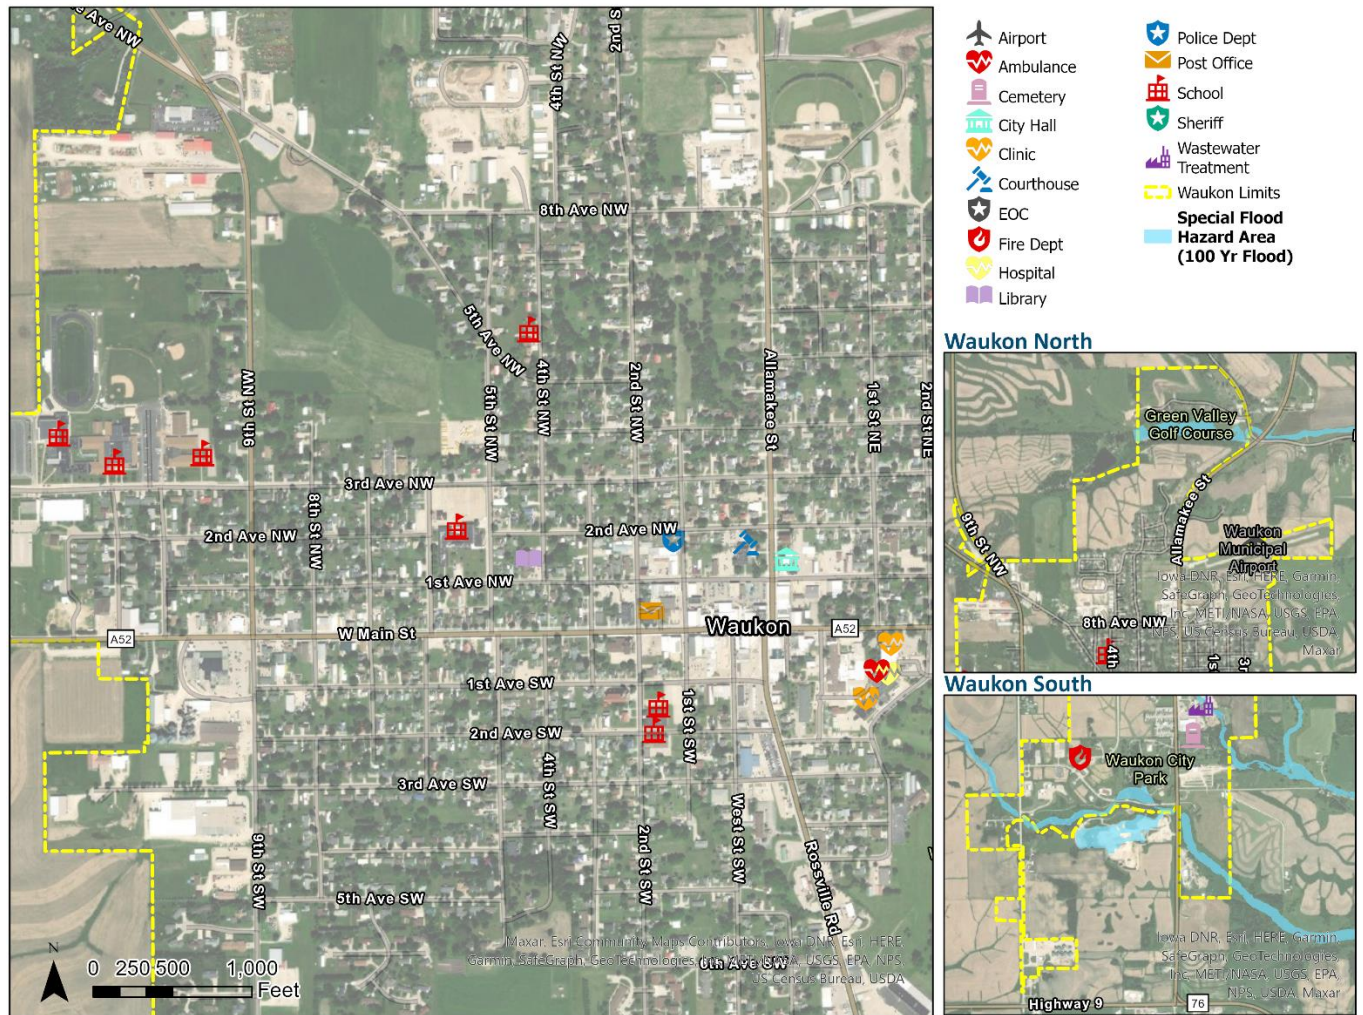 Ave NW
4th St NW
2nd S
8th Ave NW
5th Ave NW
9th St NW
5th St NW
4th St NW
2nd St NW
Allamakee St
1st St NE
2nd St NE
3rd Ave NW
8th St NW
2nd Ave NW
2nd Ave NW
1st Ave NW
A52
W Main St
Waukon
A52
1st Ave SW
2nd Ave SW
1st St SW
3rd Ave SW
4th St SW
9th St SW
2nd St SW
West St SW
Rossville Rd
5th Ave SW
6th Ave SW
N
0 250 500 1,000
Feet
Maxar, Esri Community Maps Contributors, Iowa DNR, Esri, HERE,
Garmin, SafeGraph, GeoTechnologies, Inc, METI/NASA, USGS, EPA, NPS,
US Census Bureau, USDA
Airport
Ambulance
Cemetery
City Hall
Clinic
Courthouse
EOC
Fire Dept
Hospital
Library
Police Dept
Post Office
School
Sheriff
Wastewater
Treatment
Waukon Limits
Special Flood
Hazard Area
(100 Yr Flood)
Waukon North
Green Valley
Golf Course
Allamakee St
9th St NW
Waukon
Municipal
Airport
8th Ave NW
4th
1s
3r
Iowa DNR, Esri, HERE, Garmin,
SafeGraph, GeoTechnologies,
Inc, METI/NASA, USGS, EPA,
NPS, US Census Bureau, USDA,
Maxar
Waukon South
Waukon City
Park
Iowa DNR, Esri, HERE, Garmin,
SafeGraph, GeoTechnologies,
Inc, METI/NASA, USGS, EPA,
NPS, USDA, Maxar
Highway 9
76